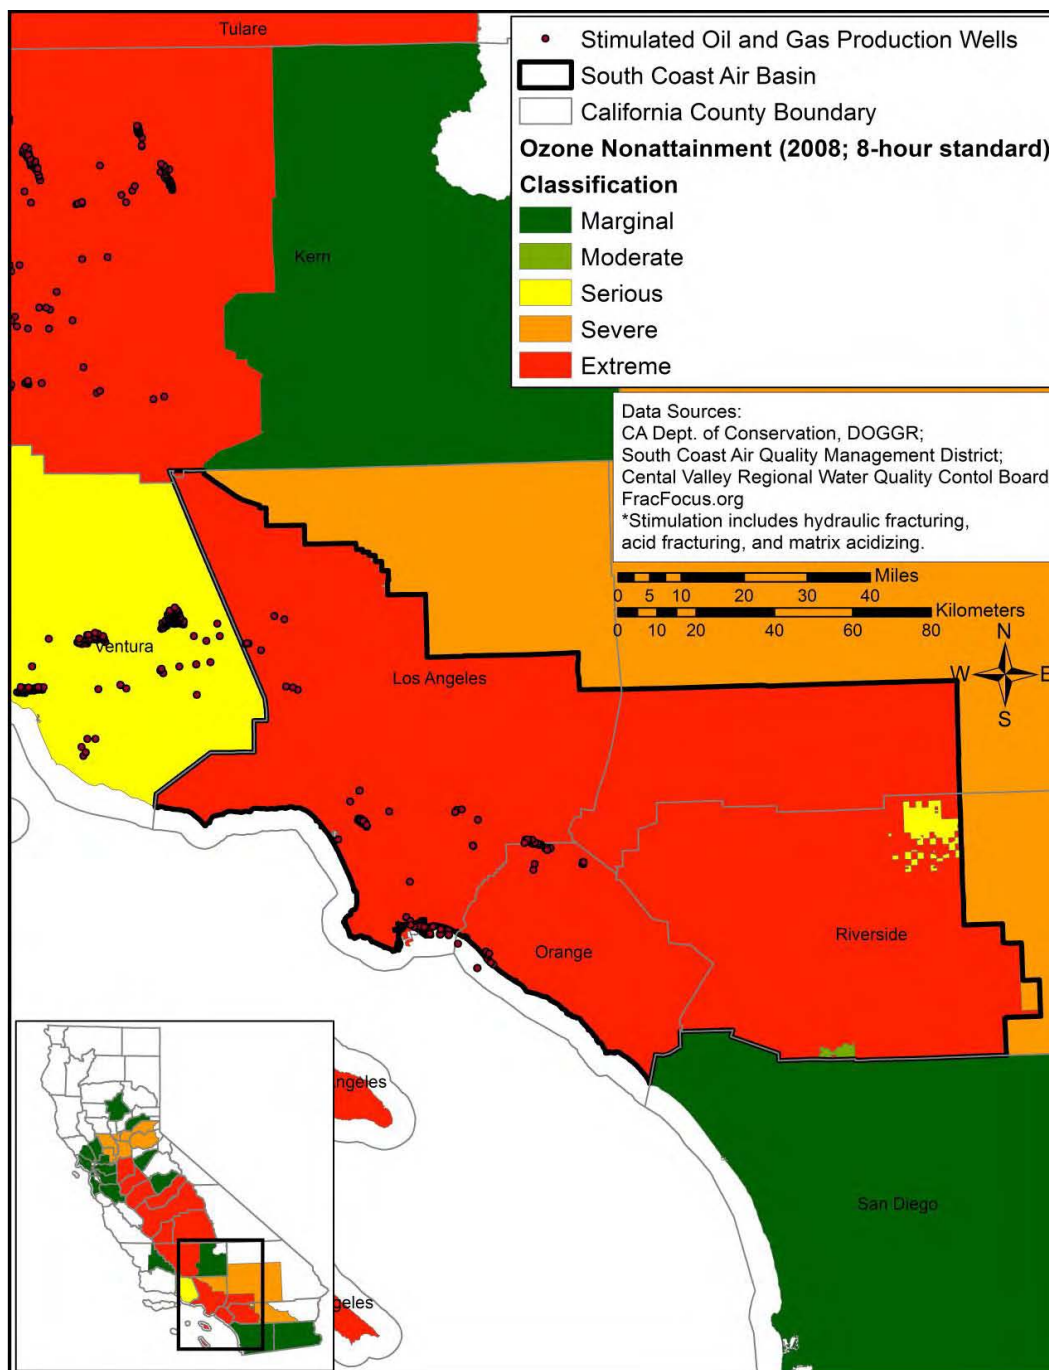 Tulare
Stimulated Oil and Gas Production Wells
South Coast Air Basin
California County Boundary
Ozone Nonattainment (2008; 8-hour standard)
Classification
Marginal
Moderate
Serious
Severe
Extreme
Kern
Data Sources:
CA Dept. of Conservation, DOGGR;
South Coast Air Quality Management District;
Cental Valley Regional Water Quality Contol Board
FracFocus.org
*Stimulation includes hydraulic fracturing,
acid fracturing, and matrix acidizing.
Miles
0 5 10 20 30 40
Kilometers
0 10 20 40 60 80
N
W E
S
Ventura
Los Angeles
Orange
Riverside
San Diego
ngeles
geles